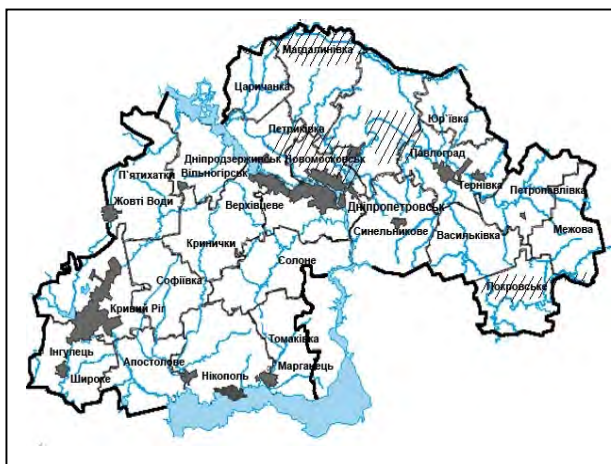 Магдалинівка
Царичанка
Юр'ївка
Петриківка
Дніпродзержинськ Новомосковськ
Павлоград
П'ятихатки Вільногірськ
Тернівка
Петропавлівка
Жовті Води
Верхівцеве
Дніпропетровськ
Синельникове
Васильківка
Межова
Кринички
Солоне
Софіївка
Покровське
Кривий Ріг
Томаківка
Інгулець
Апостолове
Широке
Нікополь
Марганець